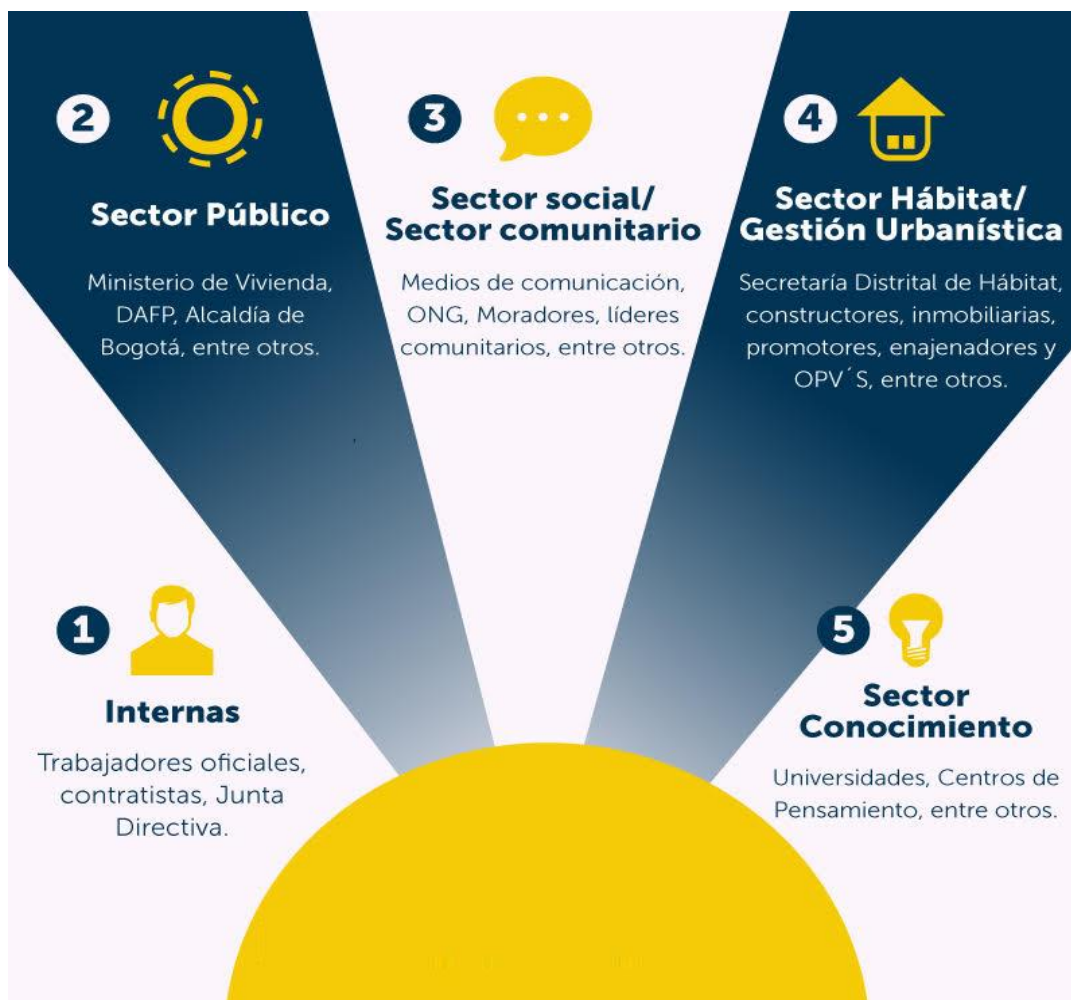 1
Internas
Trabajadores oficiales,
contratistas, Junta
Directiva.
2
Sector Público
Ministerio de Vivienda,
DAFP, Alcaldía de
Bogotá, entre otros.
3
Sector social/
Sector comunitario
Medios de comunicación,
ONG, Moradores, líderes
comunitarios, entre otros.
4
Sector Hábitat/
Gestión Urbanística
Secretaría Distrital de Hábitat,
constructores, inmobiliarias,
promotores, enajenadores y
OPV´S, entre otros.
5
Sector
Conocimiento
Universidades, Centros de
Pensamiento, entre otros.